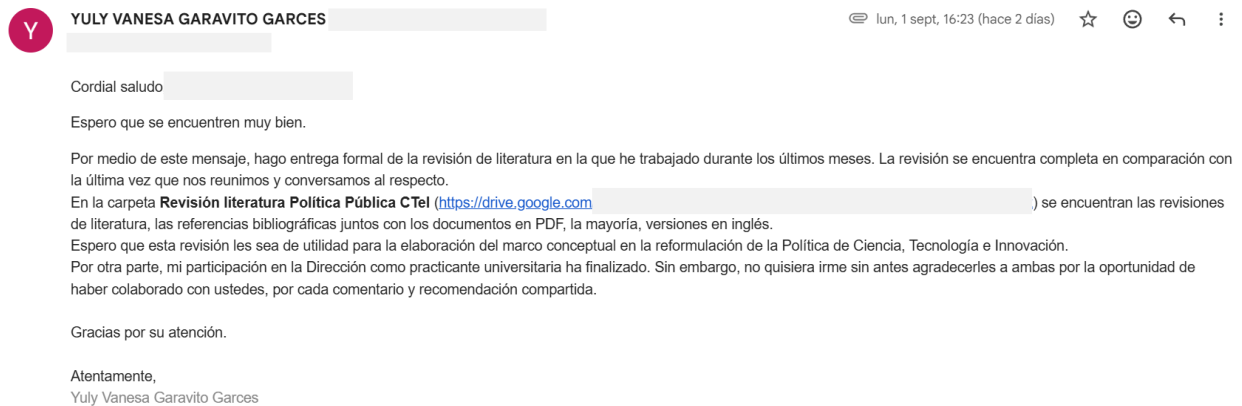 Y
YULY VANESA GARAVITO GARCES
lun, 1 sept, 16:23 (hace 2 días)
Cordial saludo
Espero que se encuentren muy bien.
Por medio de este mensaje, hago entrega formal de la revisión de literatura en la que he trabajado durante los últimos meses. La revisión se encuentra completa en comparación con
la última vez que nos reunimos y conversamos al respecto.
En la carpeta Revisión literatura Política Pública CTeI (https://drive.google.com .) se encuentran las revisiones
de literatura, las referencias bibliográficas juntos con los documentos en PDF, la mayoría, versiones en inglés.
Espero que esta revisión les sea de utilidad para la elaboración del marco conceptual en la reformulación de la Política de Ciencia, Tecnología e Innovación.
Por otra parte, mi participación en la Dirección como practicante universitaria ha finalizado. Sin embargo, no quisiera irme sin antes agradecerles a ambas por la oportunidad de
haber colaborado con ustedes, por cada comentario y recomendación compartida.
Gracias por su atención.
Atentamente,
Yuly Vanesa Garavito Garces